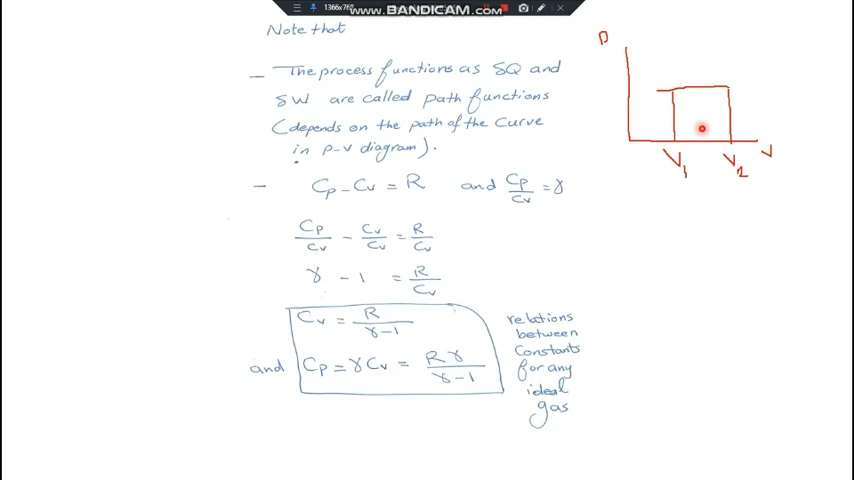 1366x768
www.BANDICAM.com
Note that
— The process functions as δQ and
δW are called path functions
(depends on the path of the curve
in P-V diagram).
— Cp - Cv = R and Cp/Cv = γ
Cp/Cv - Cv/Cv = R/Cv
γ - 1 = R/Cv
Cv = R/γ-1
and Cp = γCv = Rγ/γ-1
relations
between
Constants
for any
ideal
gas
P
V1 V2 V